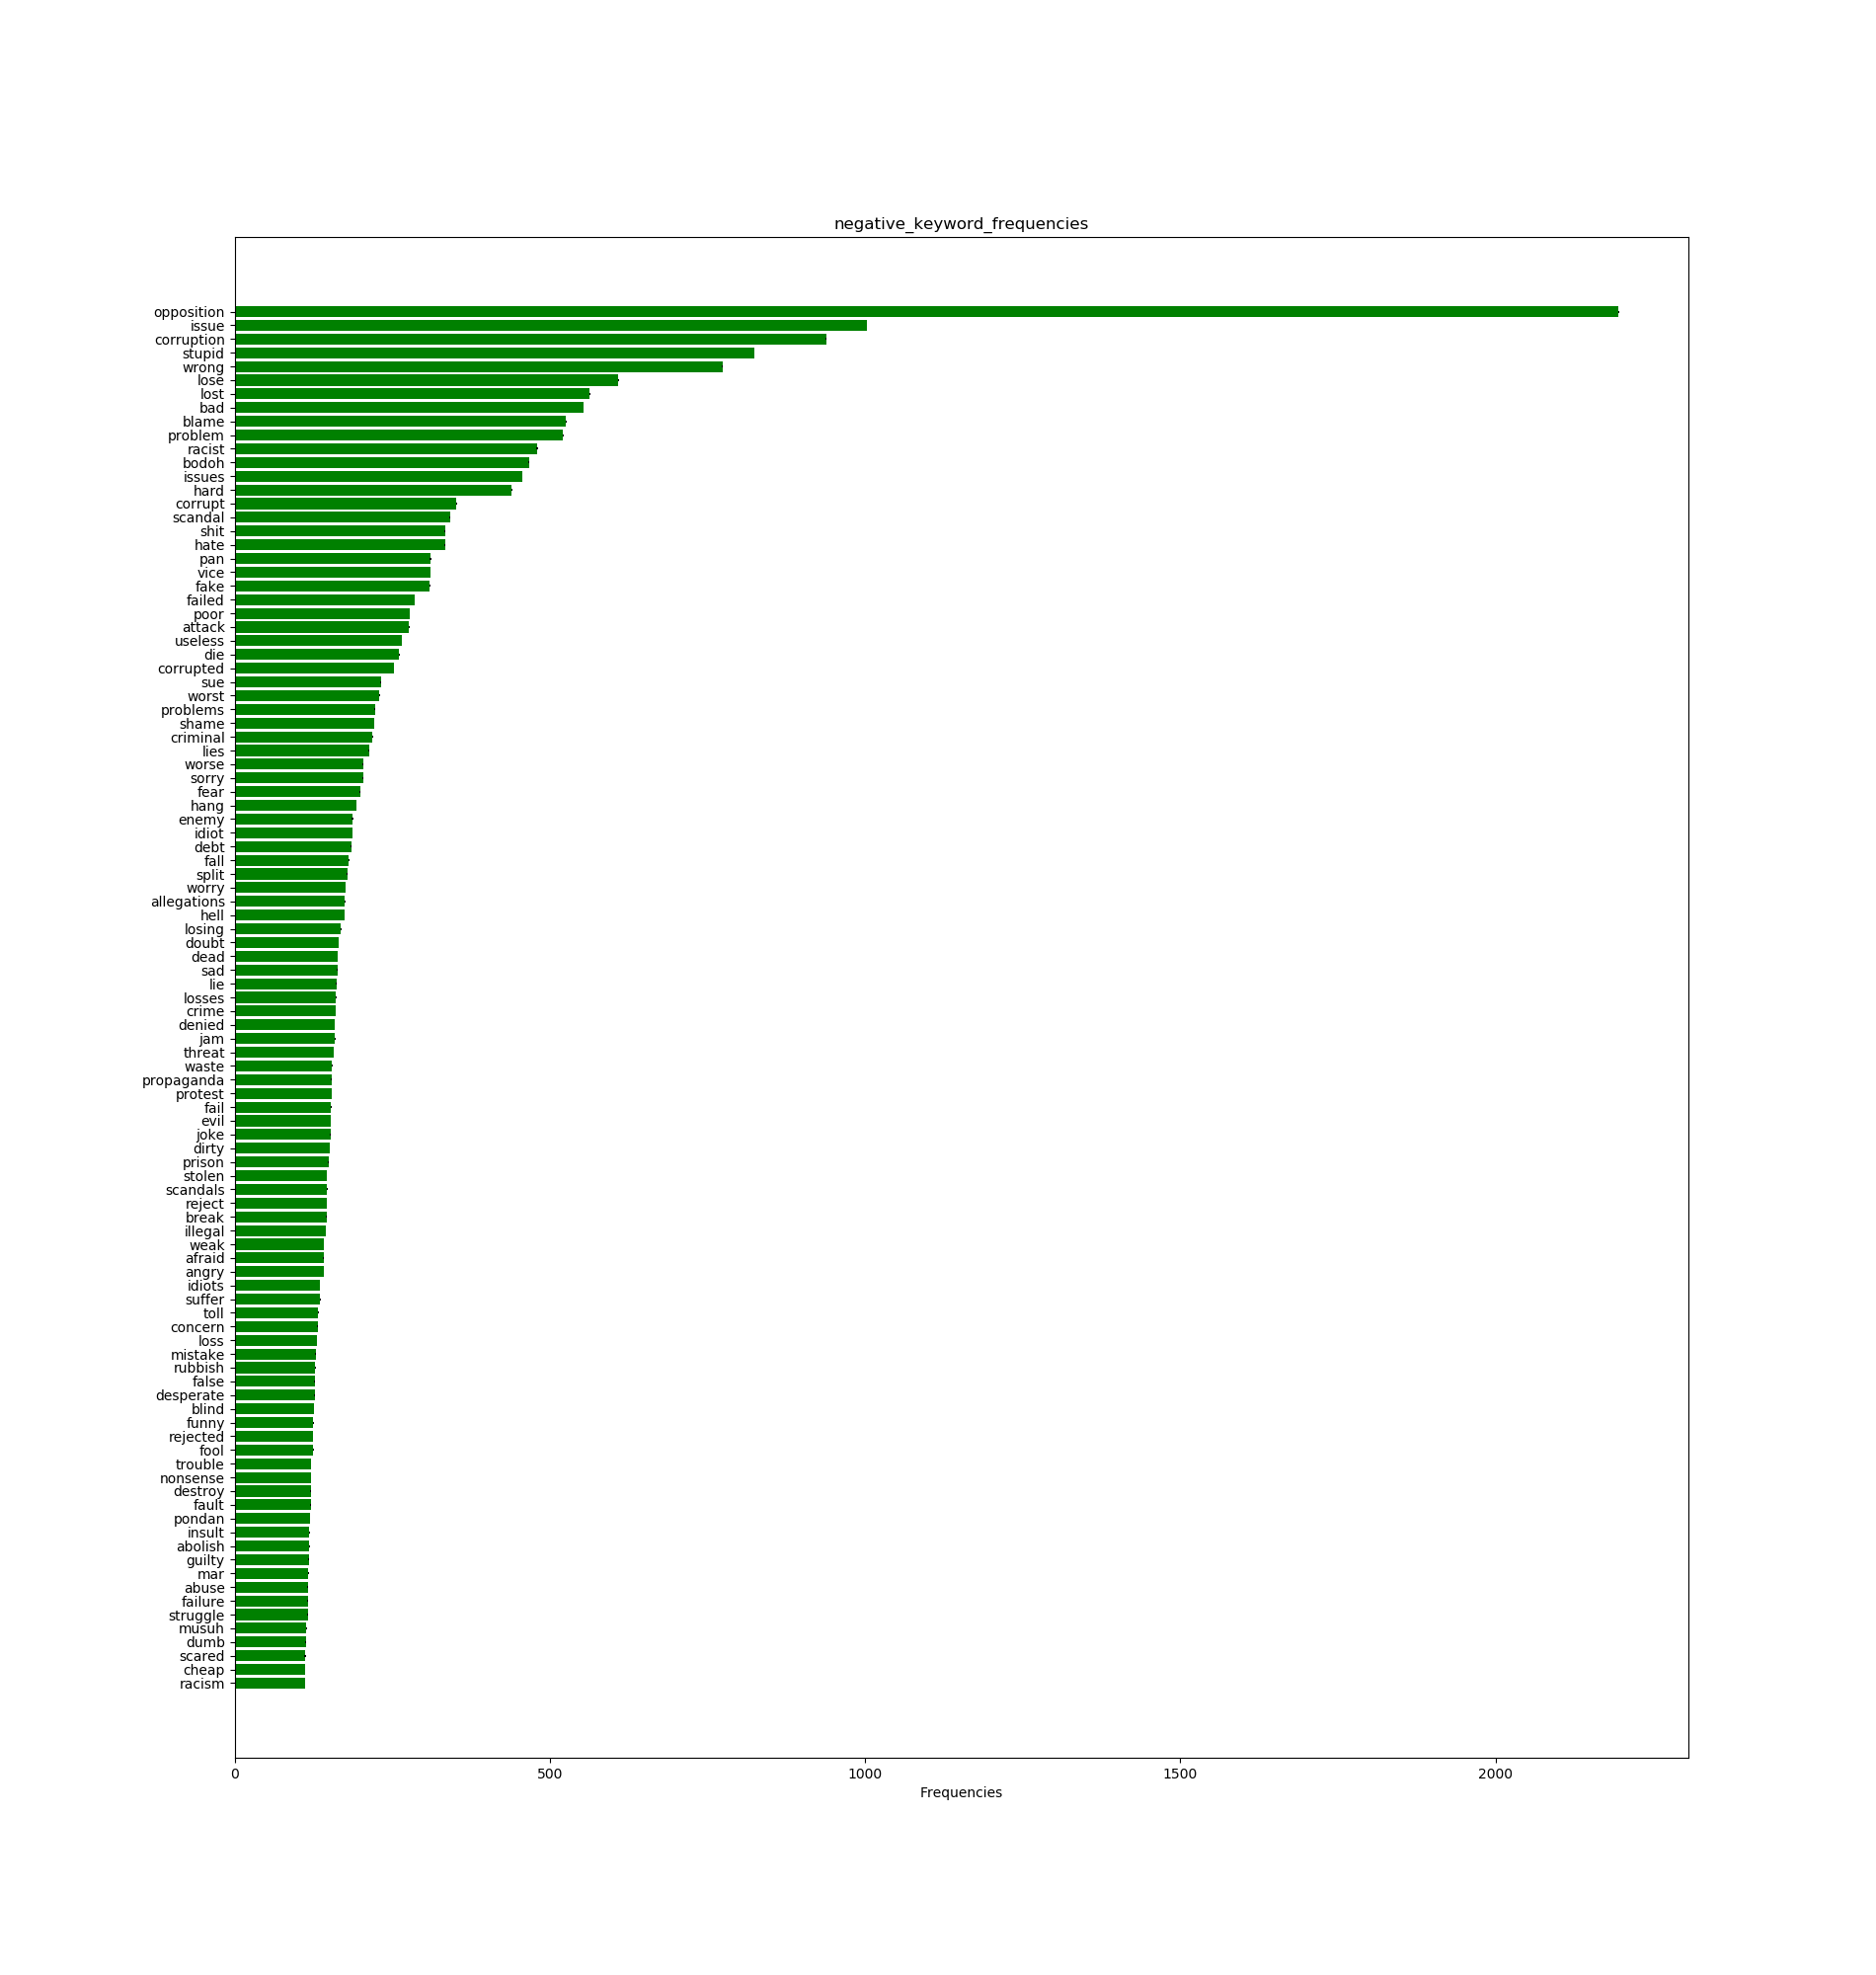 negative_keyword_frequencies
opposition
issue
corruption
stupid
wrong
lose
lost
bad
blame
problem
racist
bodoh
issues
hard
corrupt
scandal
shit
hate
pan
vice
fake
failed
poor
attack
useless
die
corrupted
sue
worst
problems
shame
criminal
lies
worse
sorry
fear
hang
enemy
idiot
debt
fall
split
worry
allegations
hell
losing
doubt
dead
sad
lie
losses
crime
denied
jam
threat
waste
propaganda
protest
fail
evil
joke
dirty
prison
stolen
scandals
reject
break
illegal
weak
afraid
angry
idiots
suffer
toll
concern
loss
mistake
rubbish
false
desperate
blind
funny
rejected
fool
trouble
nonsense
destroy
fault
pondan
insult
abolish
guilty
mar
abuse
failure
struggle
musuh
dumb
scared
cheap
racism
0 500 1000 1500 2000
Frequencies